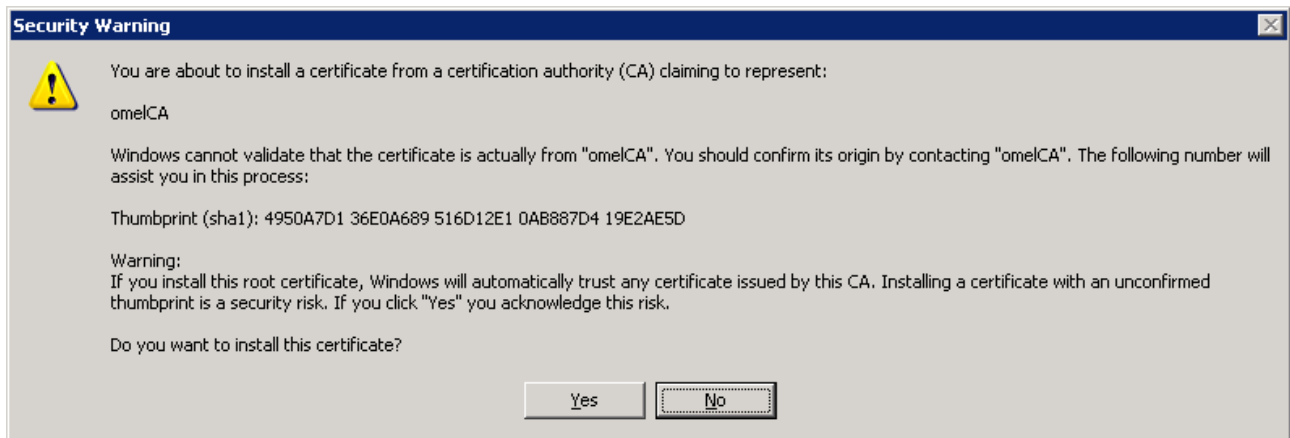 Security Warning
You are about to install a certificate from a certification authority (CA) claiming to represent:
omelCA
Windows cannot validate that the certificate is actually from "omelCA". You should confirm its origin by contacting "omelCA". The following number will
assist you in this process:
Thumbprint (sha1): 4950A7D1 36E0A689 516D12E1 0AB887D4 19E2AE5D
Warning:
If you install this root certificate, Windows will automatically trust any certificate issued by this CA. Installing a certificate with an unconfirmed
thumbprint is a security risk. If you click "Yes" you acknowledge this risk.
Do you want to install this certificate?
Yes
No